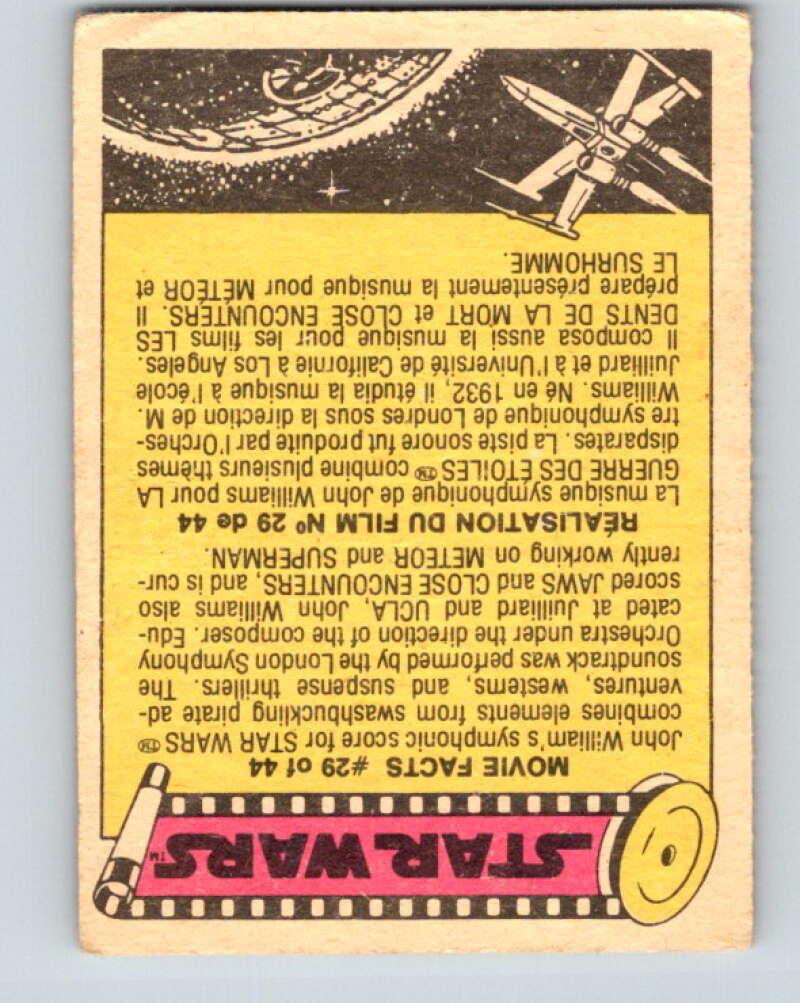 STAR WARS™
MOVIE FACTS #29 of 44
John William's symphonic score for STAR WARS™
combines elements from swashbuckling pirate ad-
ventures, westerns, and suspense thrillers. The
soundtrack was performed by the London Symphony
Orchestra under the direction of the composer. Edu-
cated at Juilliard and UCLA, John Williams also
scored JAWS and CLOSE ENCOUNTERS, and is cur-
rently working on METEOR and SUPERMAN.
RÉALISATION DU FILM Nº 29 de 44
La musique symphonique de John Williams pour LA
GUERRE DES ÉTOILES™ combine plusieurs thèmes
disparates. La piste sonore fut produite par l'Orches-
tre symphonique de Londres sous la direction de M.
Williams. Né en 1932, il étudia la musique à l'école
Juilliard et à l'Université de Californie à Los Angeles.
Il composa aussi la musique pour les films LES
DENTS DE LA MORT et CLOSE ENCOUNTERS. Il
prépare présentement la musique pour MÉTÉOR et
LE SURHOMME.